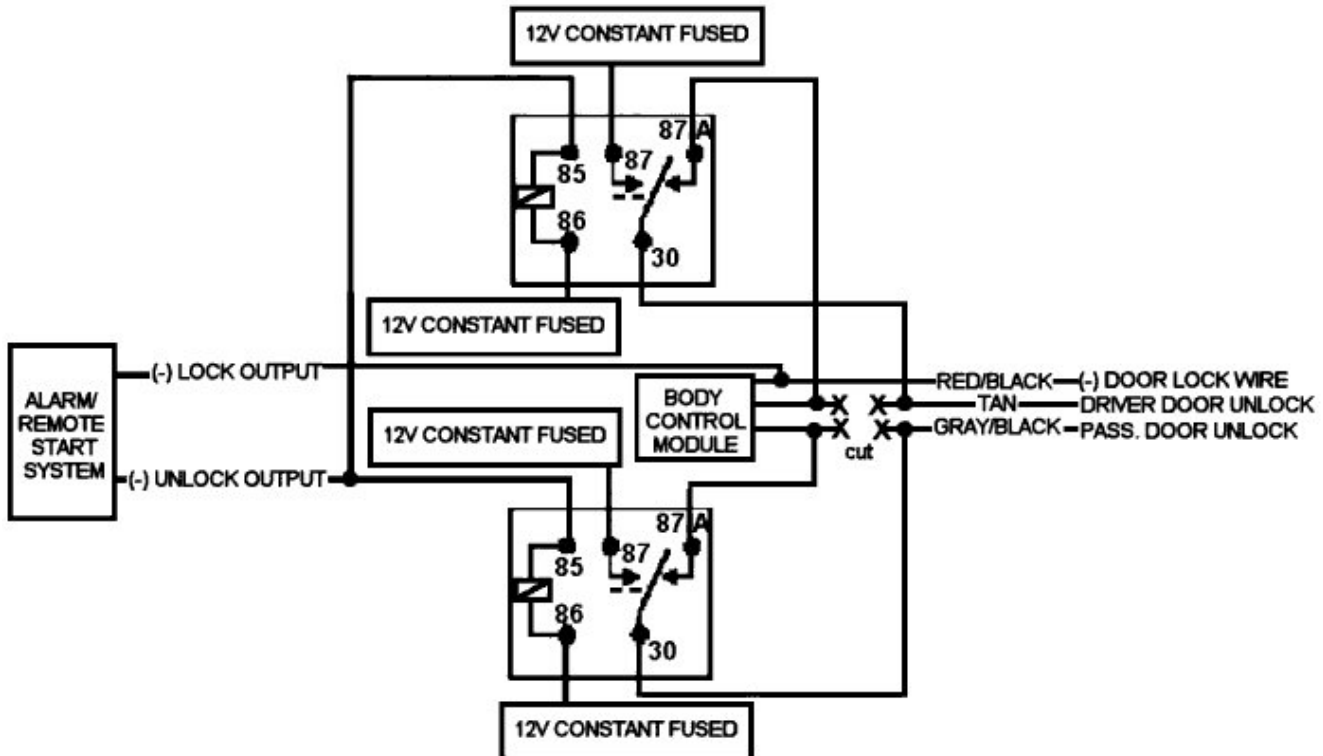 12V CONSTANT FUSED
87 A
87
85
86
30
12V CONSTANT FUSED
ALARM/
REMOTE
START
SYSTEM
(-) LOCK OUTPUT
(-) UNLOCK OUTPUT
12V CONSTANT FUSED
BODY
CONTROL
MODULE
RED/BLACK
(-) DOOR LOCK WIRE
X X
TAN
DRIVER DOOR UNLOCK
X X
GRAY/BLACK
PASS. DOOR UNLOCK
cut
87 A
87
85
86
30
12V CONSTANT FUSED